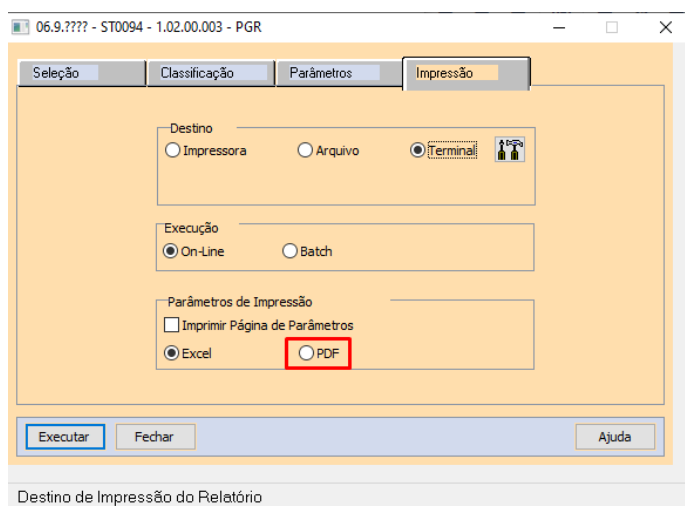 06.9.???? - ST0094 - 1.02.00.003 - PGR
Seleção Classificação Parâmetros Impressão
Destino
Impressora Arquivo Terminal
Execução
On-Line Batch
Parâmetros de Impressão
Imprimir Página de Parâmetros
Excel PDF
Executar Fechar Ajuda
Destino de Impressão do Relatório